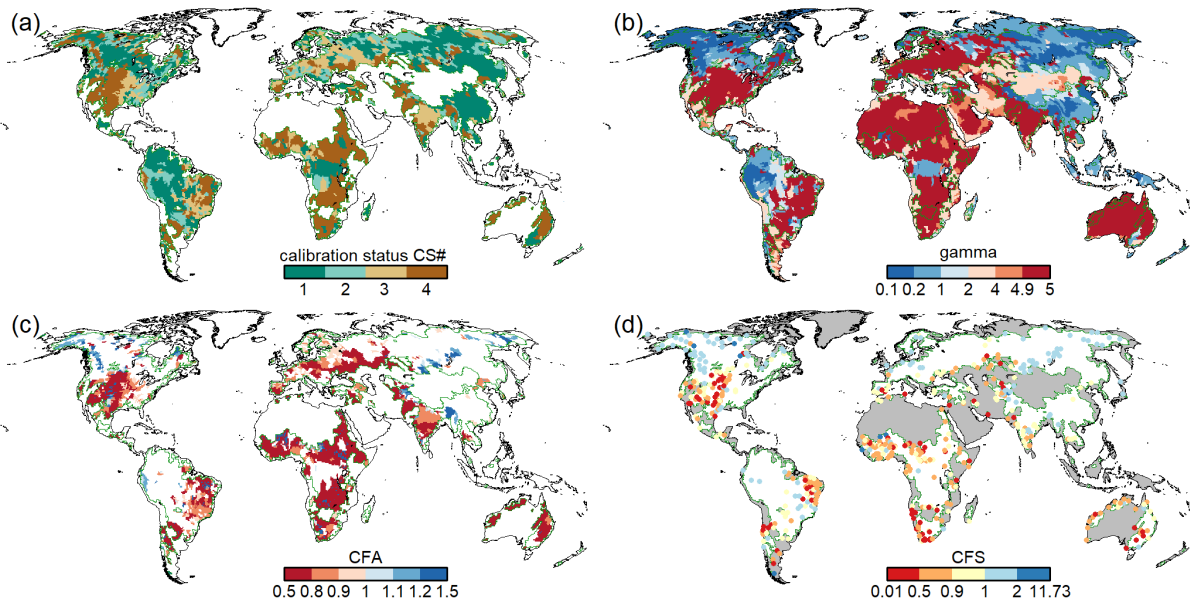 (a)
calibration status CS#
1 2 3 4
(b)
gamma
0.1 0.2 1 2 4 4.9 5
(c)
CFA
0.5 0.8 0.9 1 1.1 1.2 1.5
(d)
CFS
0.01 0.5 0.9 1 2 11.73